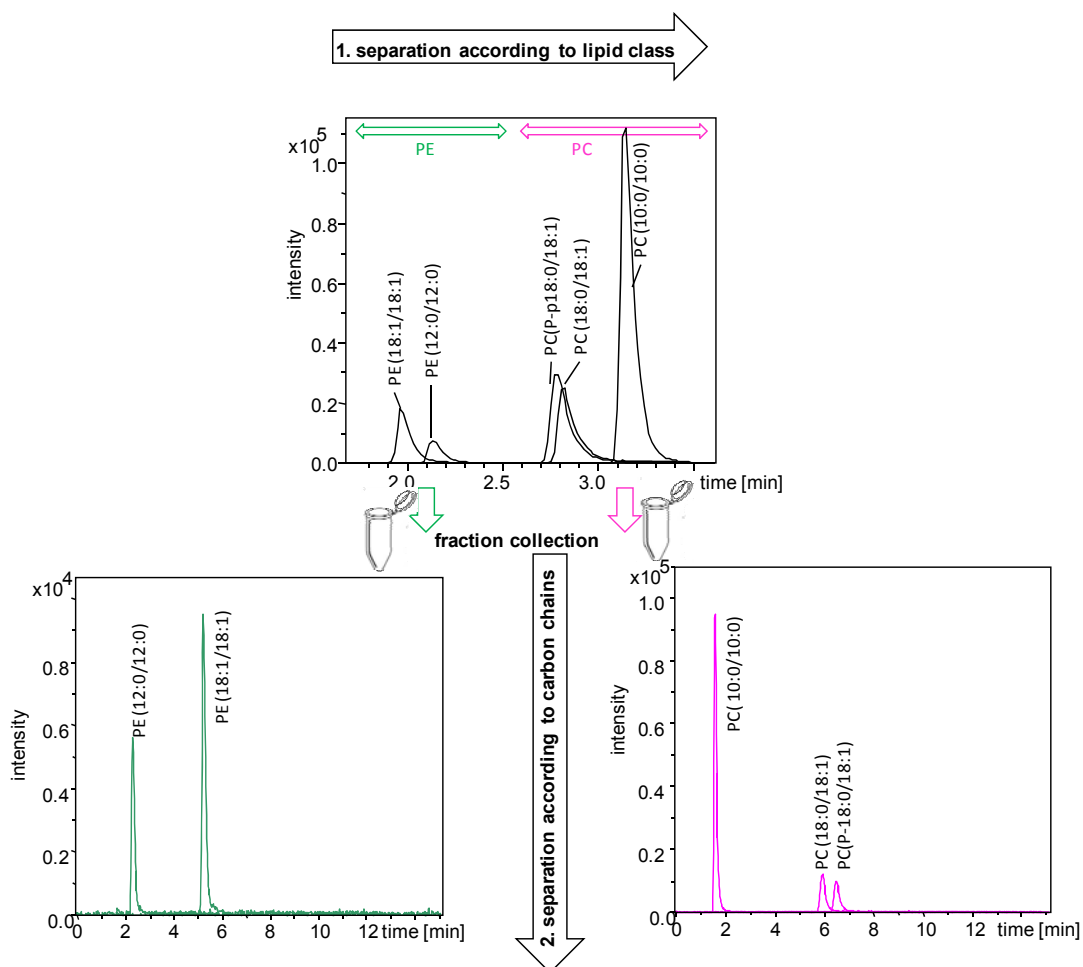 1. separation according to lipid class
x10
5
PE
PC
1.0
0.8
0.6
0.4
0.2
0.0
intensity
PE(18:1/18:1)
PE(12:0/12:0)
PC(P-p18:0/18:1)
PC(18:0/18:1)
PC(10:0/10:0)
2.0
2.5
3.0
time [min]
fraction collection
2. separation according to carbon chains
x10
4
1.0
0.8
0.6
0.4
0.2
0.0
intensity
PE(12:0/12:0)
PE(18:1/18:1)
0 2 4 6 8 10 12 time [min]
x10
5
1.0
0.8
0.6
0.4
0.2
0.0
intensity
PC( 10:0/10:0)
PC(18:0/18:1)
PC(P-18:0/18:1)
0 2 4 6 8 10 12 time [min]